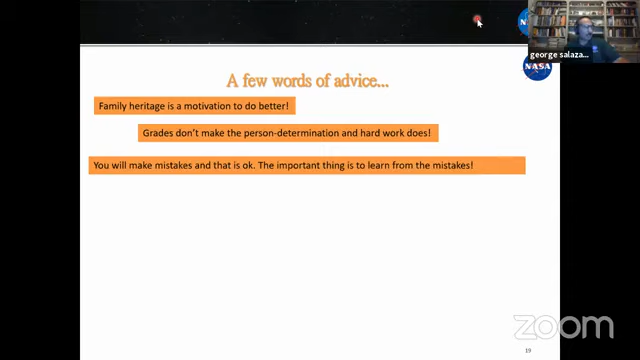 NASA
george salaza...
NASA
A few words of advice...
Family heritage is a motivation to do better!
Grades don't make the person-determination and hard work does!
You will make mistakes and that is ok. The important thing is to learn from the mistakes!
zoom
19